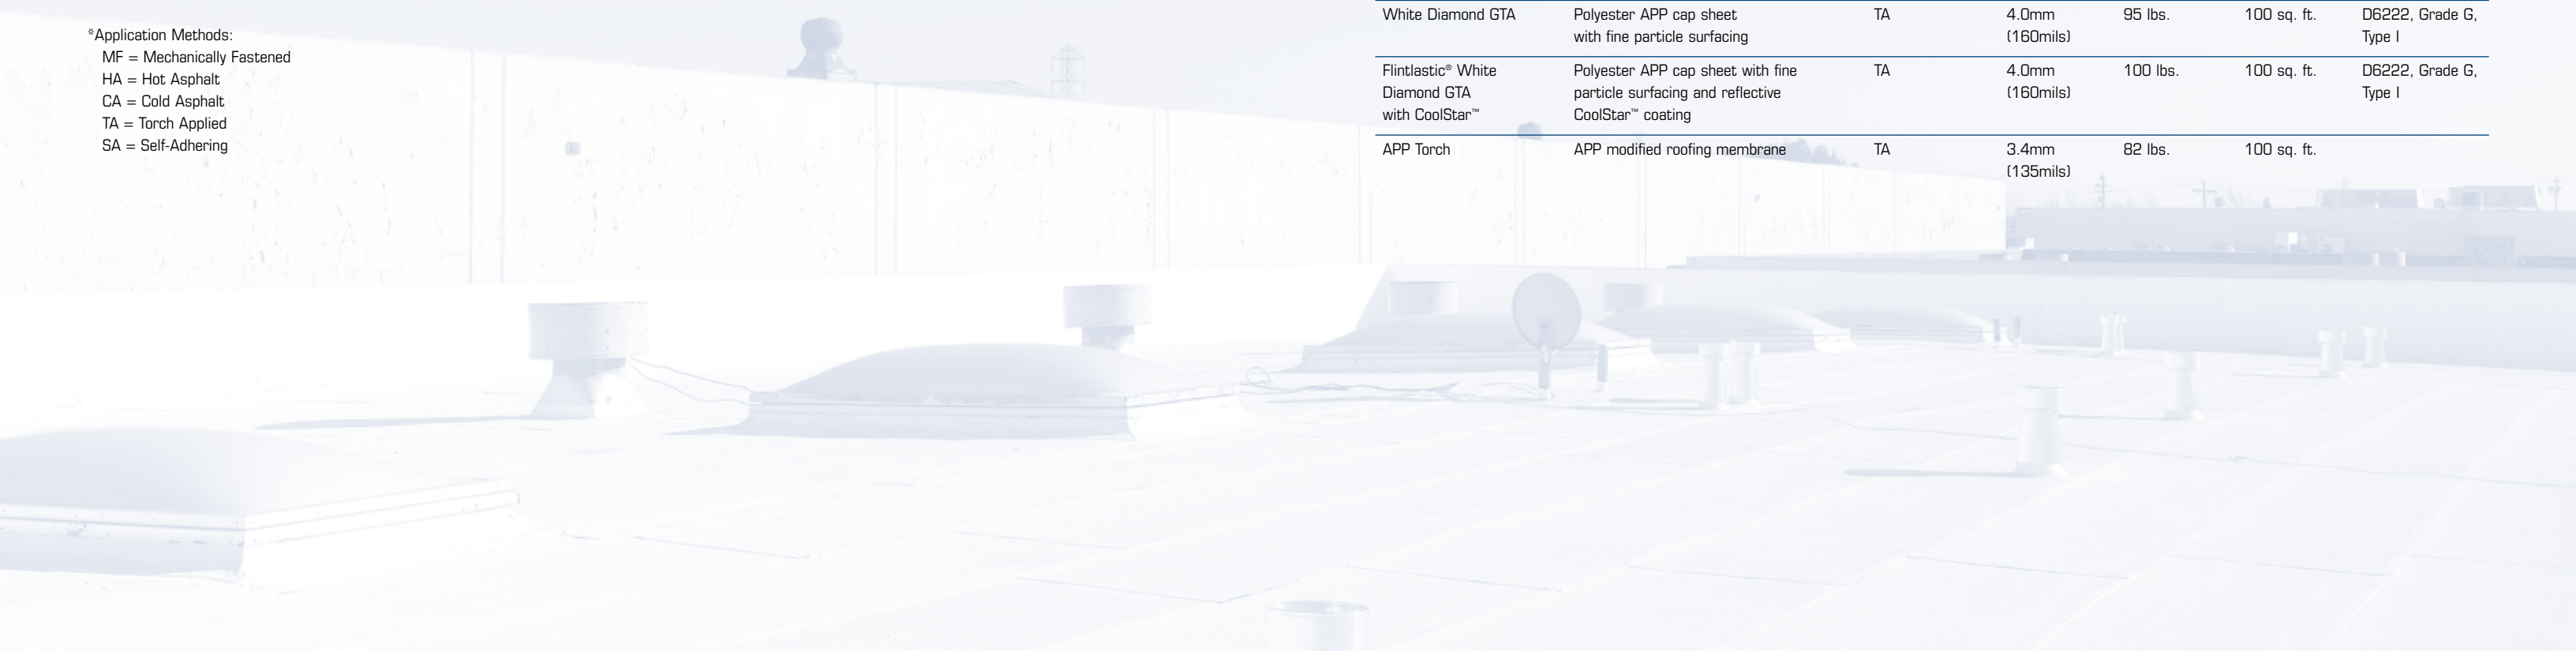 *Application Methods:
MF = Mechanically Fastened
HA = Hot Asphalt
CA = Cold Asphalt
TA = Torch Applied
SA = Self-Adhering
White Diamond GTA Polyester APP cap sheet TA 4.0mm 95 lbs. 100 sq. ft. D6222, Grade G,
with fine particle surfacing (160mils) Type I
Flintlastic® White Polyester APP cap sheet with fine TA 4.0mm 100 lbs. 100 sq. ft. D6222, Grade G,
Diamond GTA particle surfacing and reflective (160mils) Type I
with CoolStar™ CoolStar™ coating
APP Torch APP modified roofing membrane TA 3.4mm 82 lbs. 100 sq. ft.
(135mils)